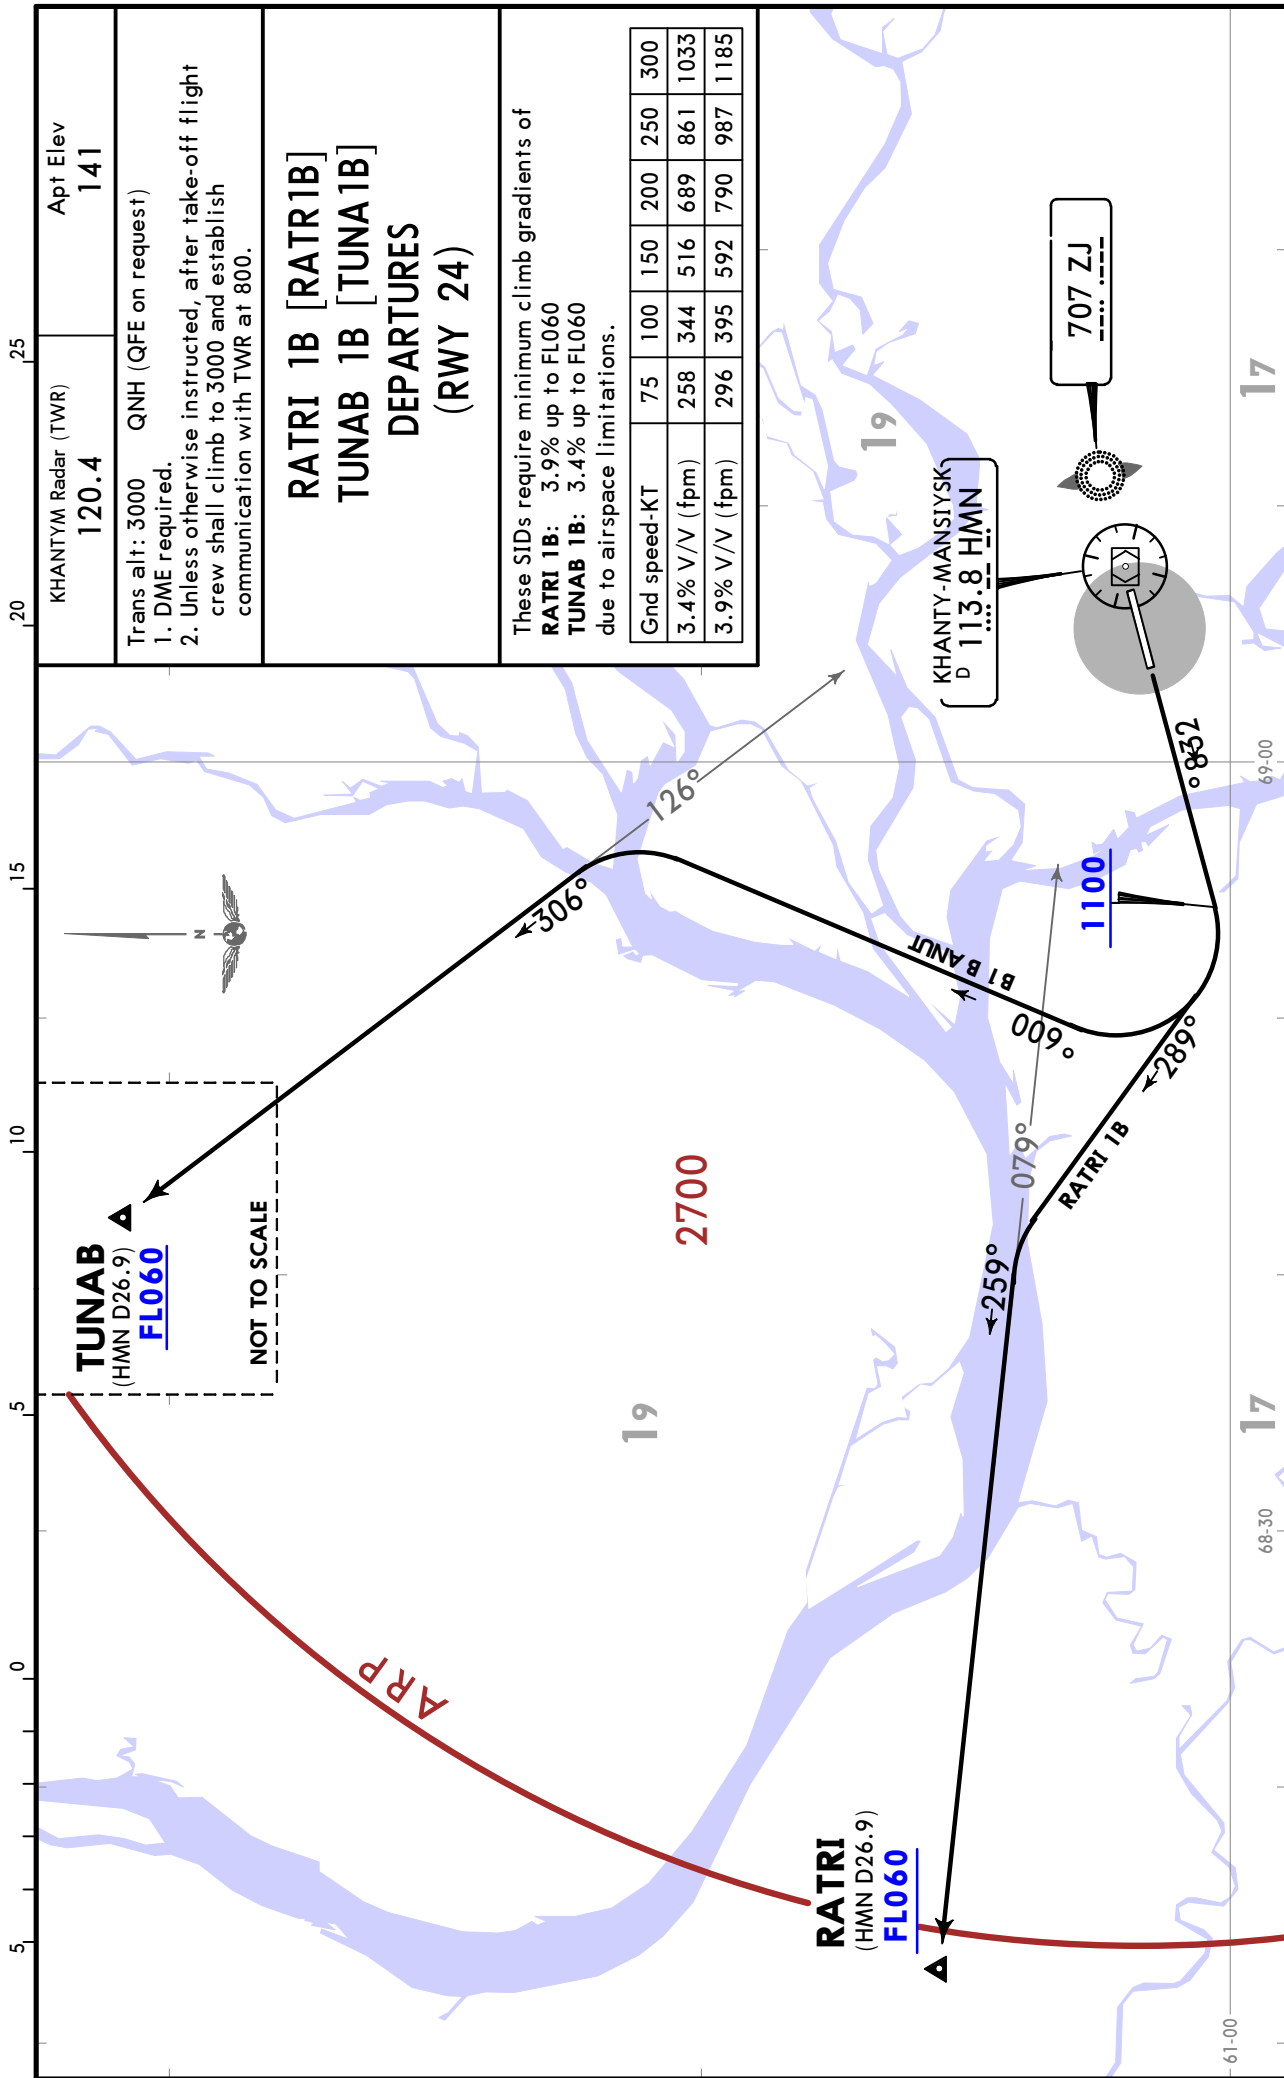 KHANTYM Radar (TWR)
120.4
Apt Elev
141
Trans alt: 3000 QNH (QFE on request)
1. DME required.
2. Unless otherwise instructed, after take-off flight
crew shall climb to 3000 and establish
communication with TWR at 800.
RATRI 1B [RATR1B]
TUNAB 1B [TUNA1B]
DEPARTURES
(RWY 24)
These SIDs require minimum climb gradients of
RATRI 1B: 3.9% up to FL060
TUNAB 1B: 3.4% up to FL060
due to airspace limitations.
Gnd speed-KT 75 100 150 200 250 300
3.4% V/V (fpm) 258 344 516 689 861 1033
3.9% V/V (fpm) 296 395 592 790 987 1185
5 0 5 10 15 20 25
TUNAB
(HMN D26.9)
FL060
NOT TO SCALE
N
306°
126°
ARP
2700
19
19
KHANTY-MANSIYSK
D 113.8 HMN
707 ZJ
TUNAB 1B
009°
079°
259°
RATRI 1B
289°
1100
238°
RATRI
(HMN D26.9)
FL060
17
17
61-00
68-30
69-00